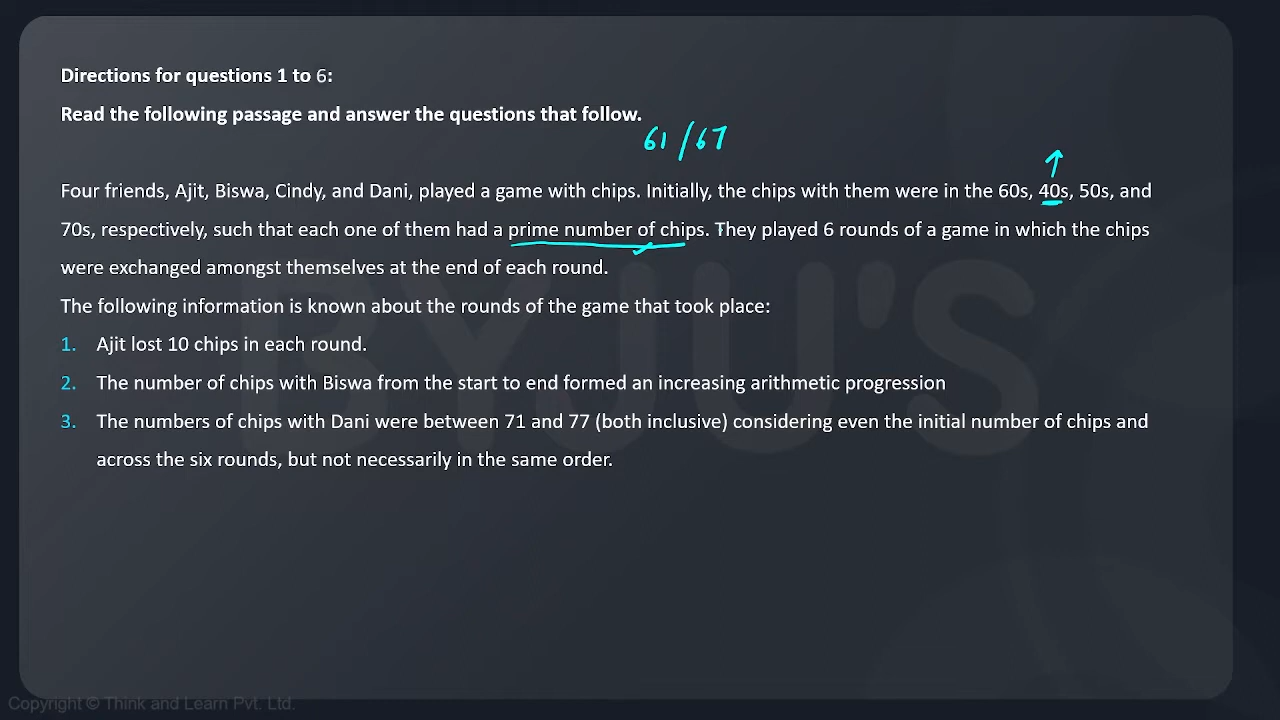 Directions for questions 1 to 6:
Read the following passage and answer the questions that follow.
61 / 67
Four friends, Ajit, Biswa, Cindy, and Dani, played a game with chips. Initially, the chips with them were in the 60s, 40s, 50s, and
70s, respectively, such that each one of them had a prime number of chips. They played 6 rounds of a game in which the chips
were exchanged amongst themselves at the end of each round.
The following information is known about the rounds of the game that took place:
1. Ajit lost 10 chips in each round.
2. The number of chips with Biswa from the start to end formed an increasing arithmetic progression
3. The numbers of chips with Dani were between 71 and 77 (both inclusive) considering even the initial number of chips and
across the six rounds, but not necessarily in the same order.
BYJU'S
Copyright © Think and Learn Pvt. Ltd.